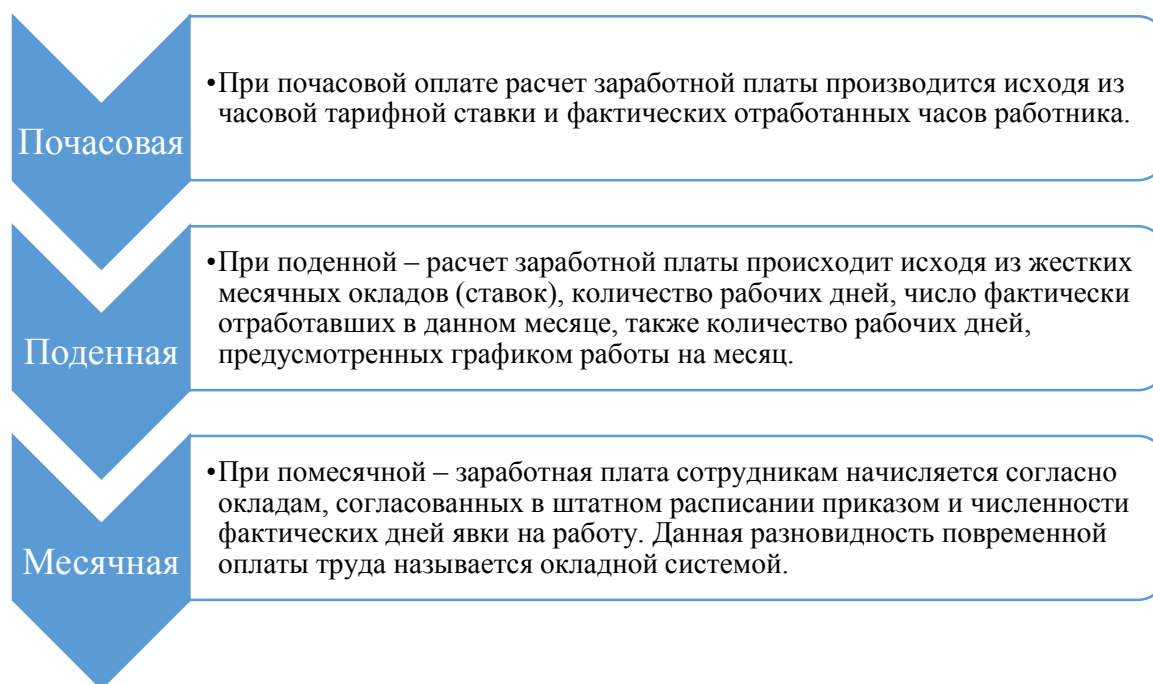 Почасовая
•При почасовой оплате расчет заработной платы производится исходя из
часовой тарифной ставки и фактических отработанных часов работника.
Поденная
•При поденной – расчет заработной платы происходит исходя из жестких
месячных окладов (ставок), количество рабочих дней, число фактически
отработавших в данном месяце, также количество рабочих дней,
предусмотренных графиком работы на месяц.
Месячная
•При помесячной – заработная плата сотрудникам начисляется согласно
окладам, согласованных в штатном расписании приказом и численности
фактических дней явки на работу. Данная разновидность повременной
оплаты труда называется окладной системой.